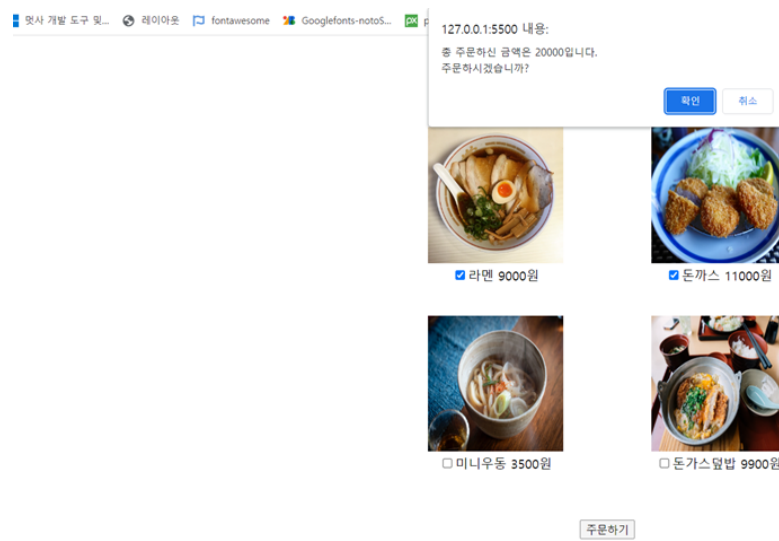 멋사 개발 도구 및...
레이아웃
fontawesome
Googlefonts-notoS...
127.0.0.1:5500 내용:
총 주문하신 금액은 20000입니다.
주문하시겠습니까?
확인
취소
라멘 9000원
돈까스 11000원
미니우동 3500원
돈가스덮밥 9900원
주문하기